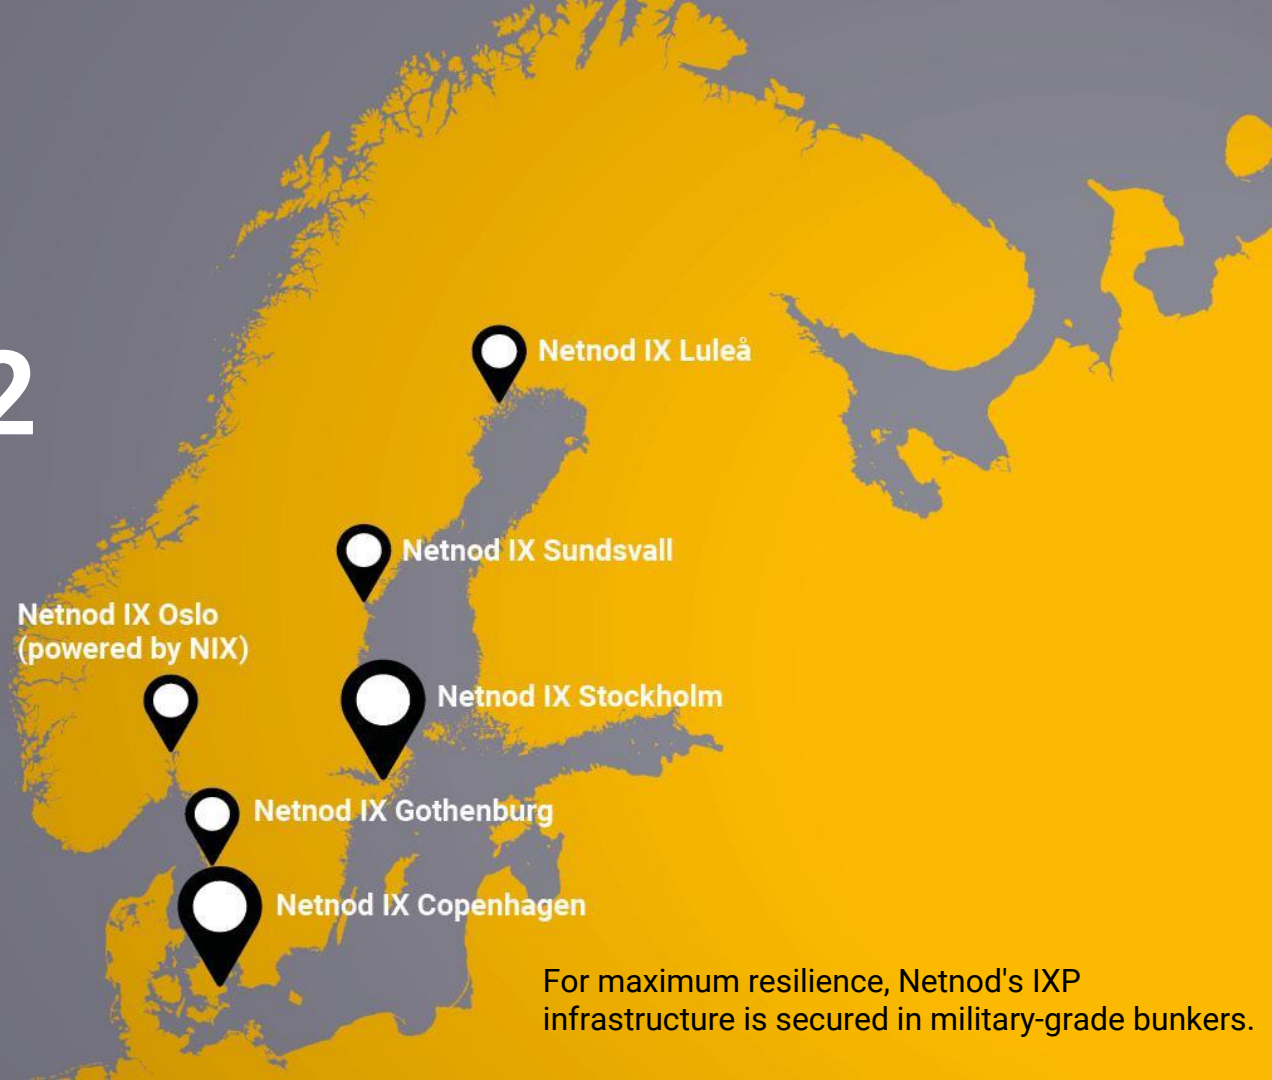 2
Netnod IX Luleå
Netnod IX Sundsvall
Netnod IX Oslo
(powered by NIX)
Netnod IX Stockholm
Netnod IX Gothenburg
Netnod IX Copenhagen
For maximum resilience, Netnod's IXP
infrastructure is secured in military-grade bunkers.